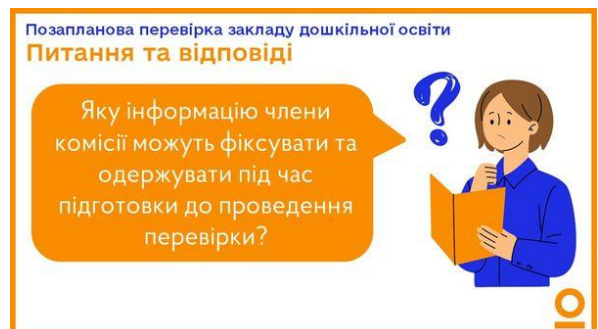 Позапланова перевірка закладу дошкільної освіти
Питання та відповіді
Яку інформацію члени
комісії можуть фіксувати та
одержувати під час
підготовки до проведення
перевірки?
?